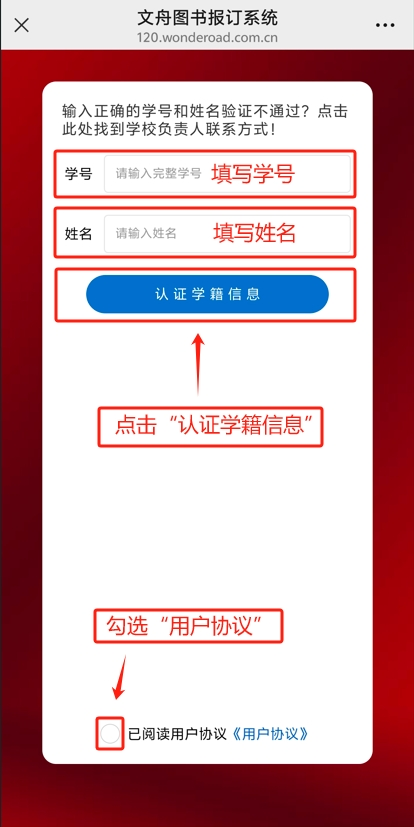 文舟图书报订系统
120.wonderoad.com.cn
输入正确的学号和姓名验证不通过？点击
此处找到学校负责人联系方式！
学号 请输入完整学号 填写学号
姓名 请输入姓名 填写姓名
认证学籍信息
点击“认证学籍信息”
勾选“用户协议”
已阅读用户协议《用户协议》